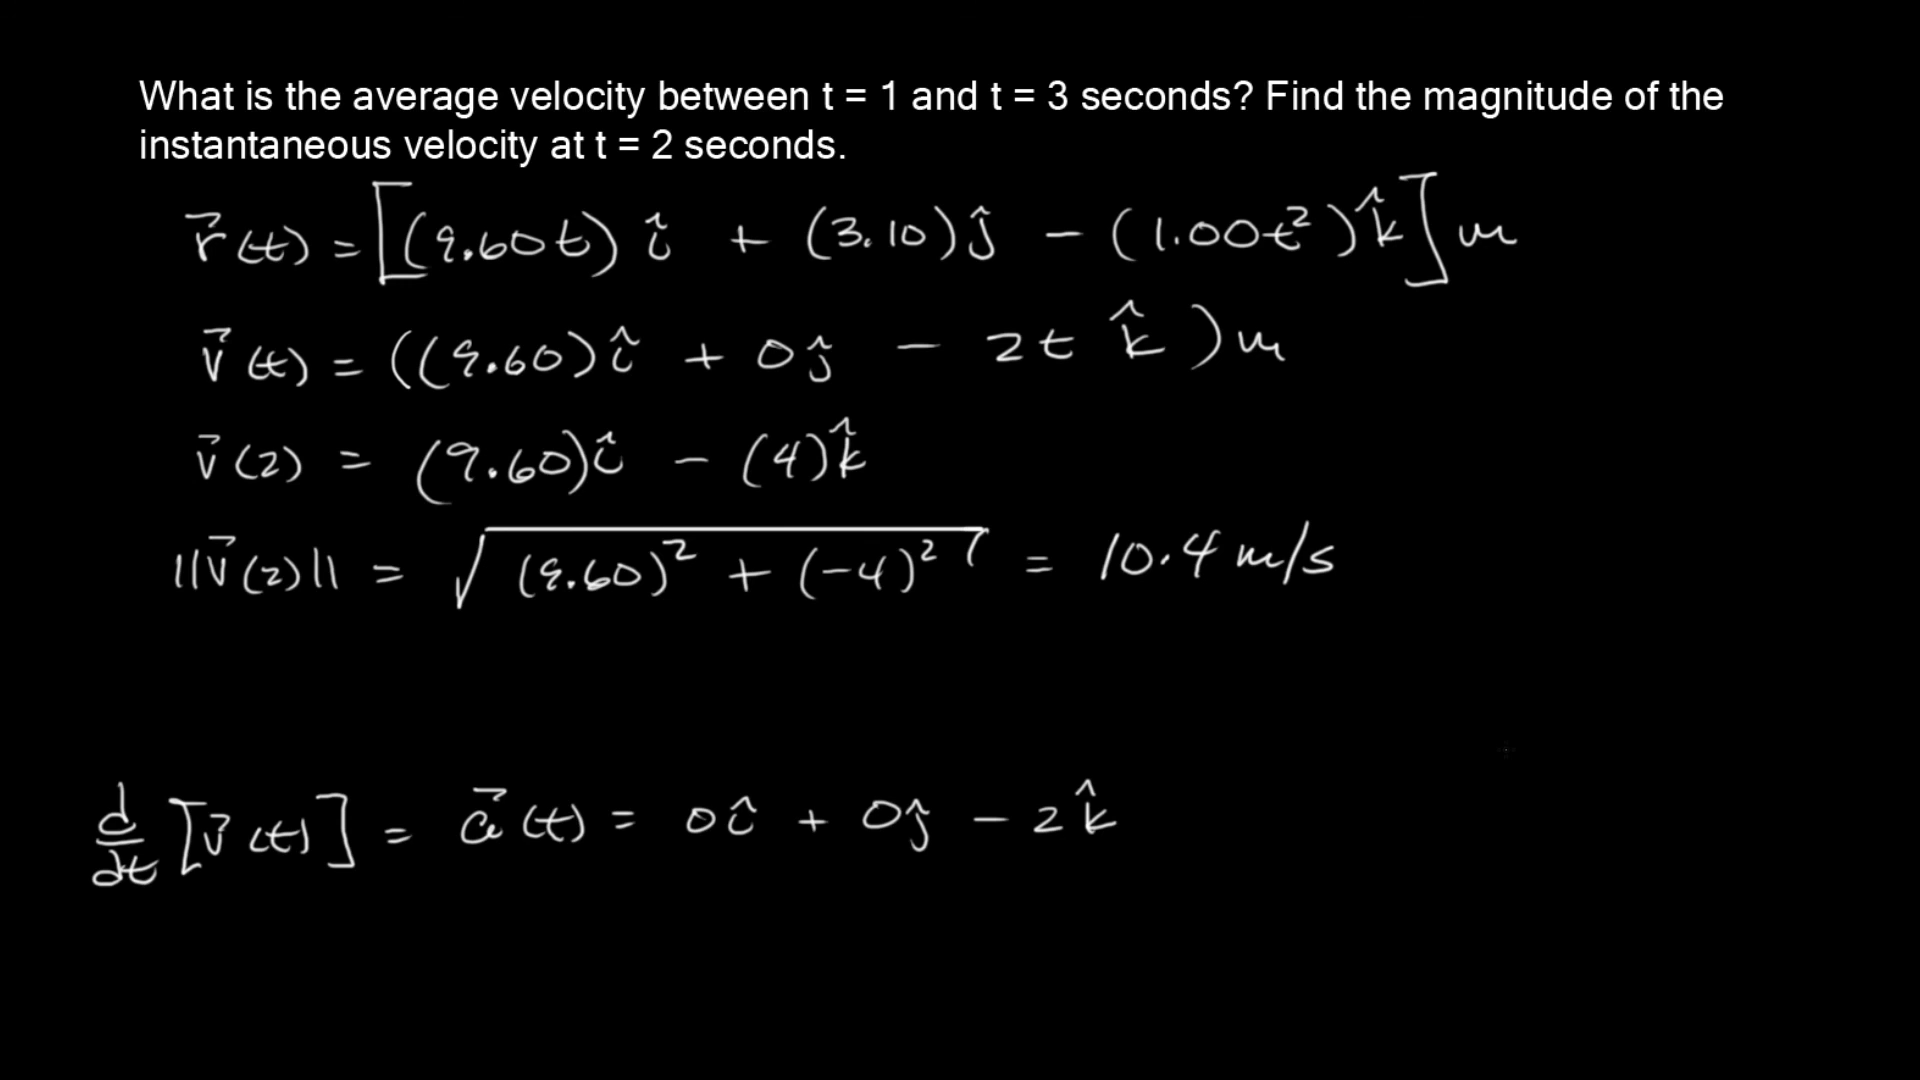 What is the average velocity between t = 1 and t = 3 seconds? Find the magnitude of the
instantaneous velocity at t = 2 seconds.
r⃗(t) = [(9.60t) î + (3.10) ĵ − (1.00t²) k̂] m
v⃗(t) = ((9.60) î + 0 ĵ − 2t k̂) m
v⃗(2) = (9.60) î − (4) k̂
||v⃗(2)|| = √((9.60)² + (−4)²) = 10.4 m/s
d/dt [v⃗(t)] = a⃗(t) = 0 î + 0 ĵ − 2 k̂